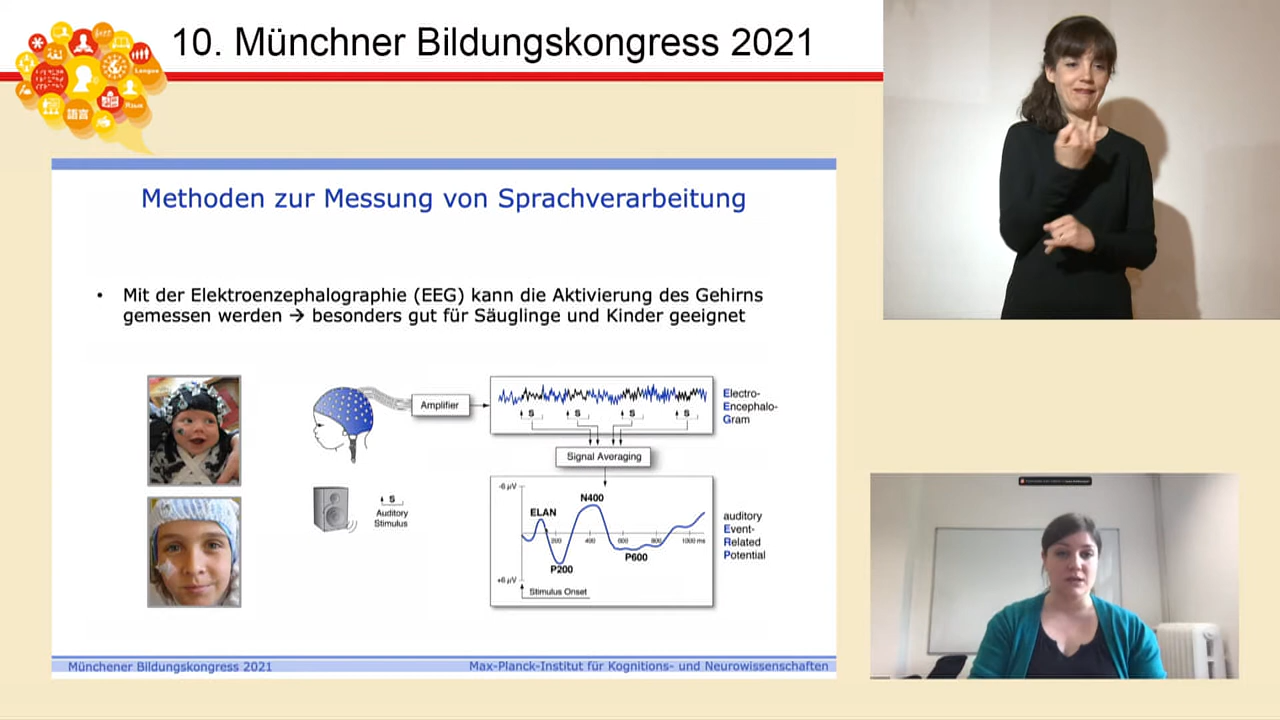 10. Münchner Bildungskongress 2021
Langues
語言
Methoden zur Messung von Sprachverarbeitung
• Mit der Elektroenzephalographie (EEG) kann die Aktivierung des Gehirns
gemessen werden → besonders gut für Säuglinge und Kinder geeignet
Amplifier
S S S S
Electro-
Encephalo-
Gram
Signal Averaging
S
Auditory
Stimulus
-6 µV
N400
ELAN
200 400 600 800 1000 ms
P200
P600
+6 µV
Stimulus Onset
auditory
Event-
Related
Potential
Münchener Bildungskongress 2021
Max-Planck-Institut für Kognitions- und Neurowissenschaften